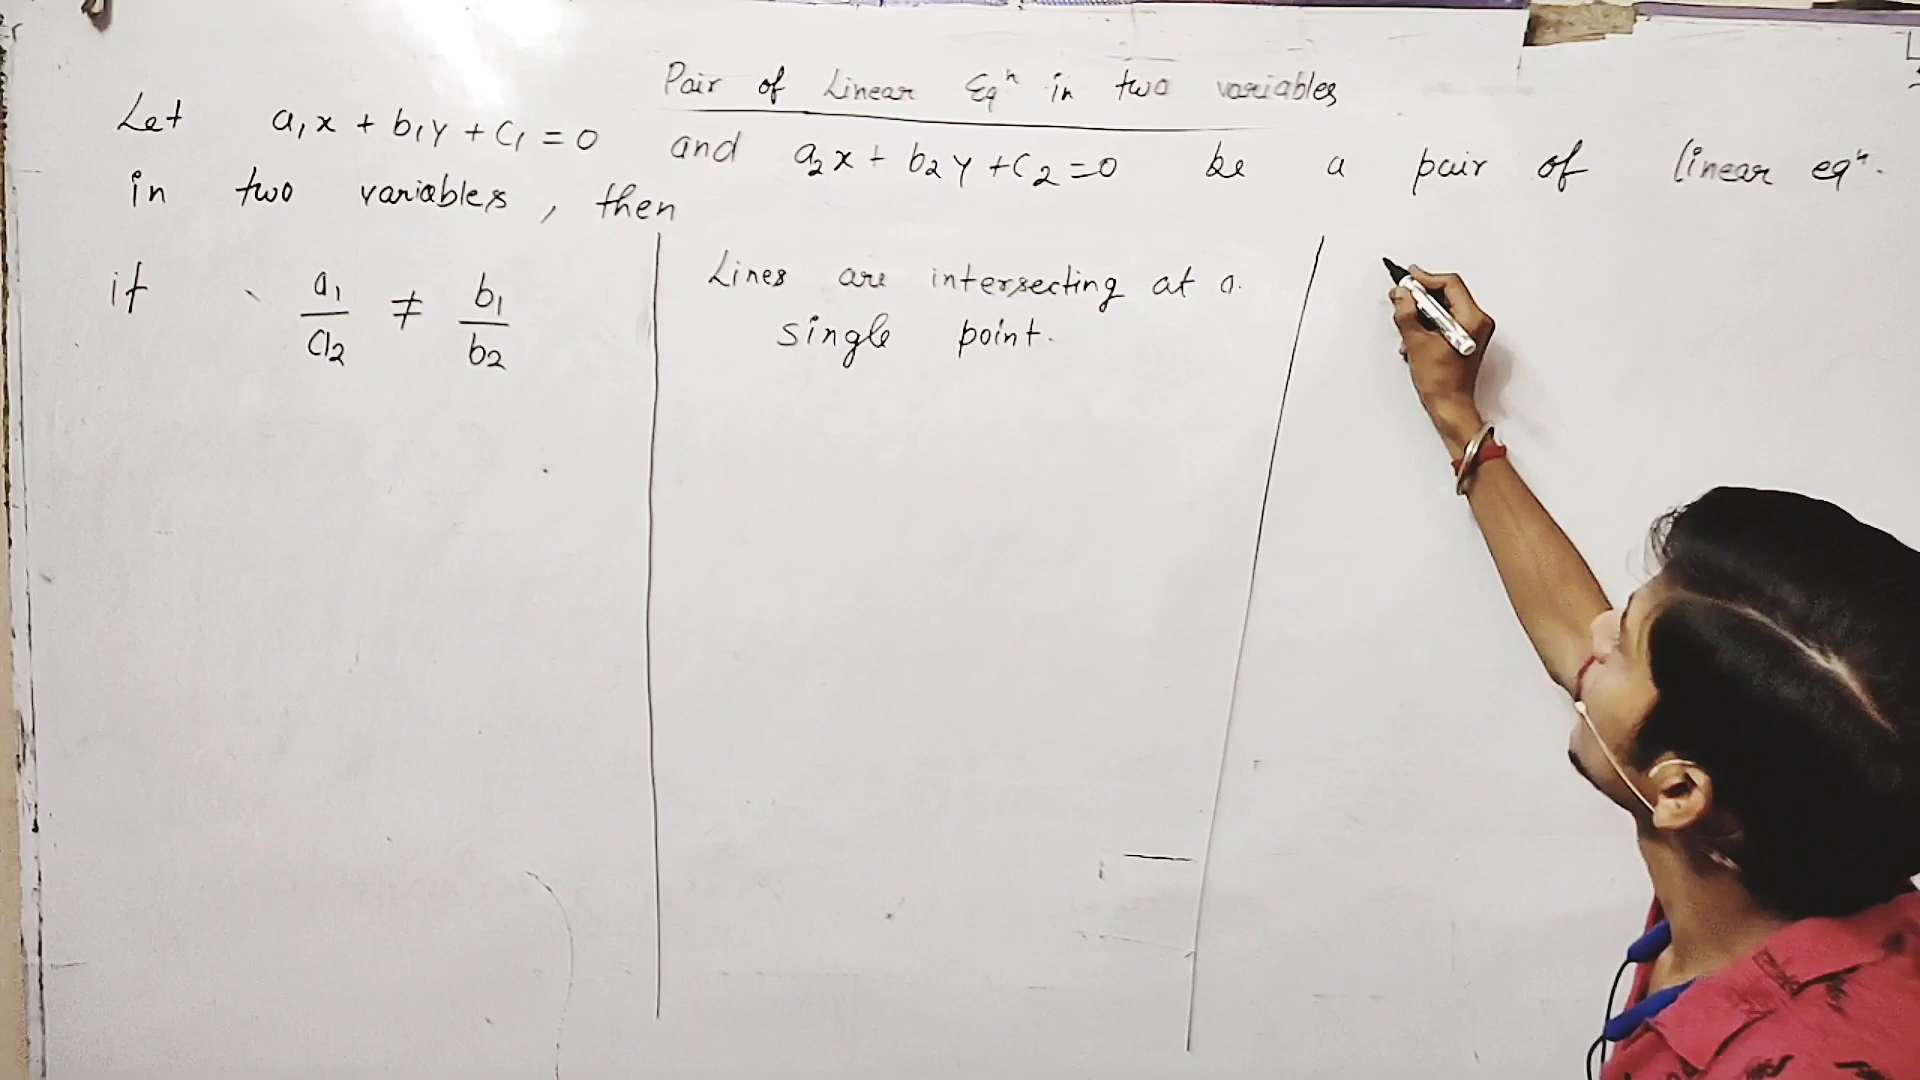 Pair of Linear Eqⁿ in two variables
Let a₁x + b₁y + c₁ = 0 and a₂x + b₂y + c₂ = 0 be a pair of linear eqⁿ.
in two variables, then
if a₁/a₂ ≠ b₁/b₂
Lines are intersecting at a
single point.